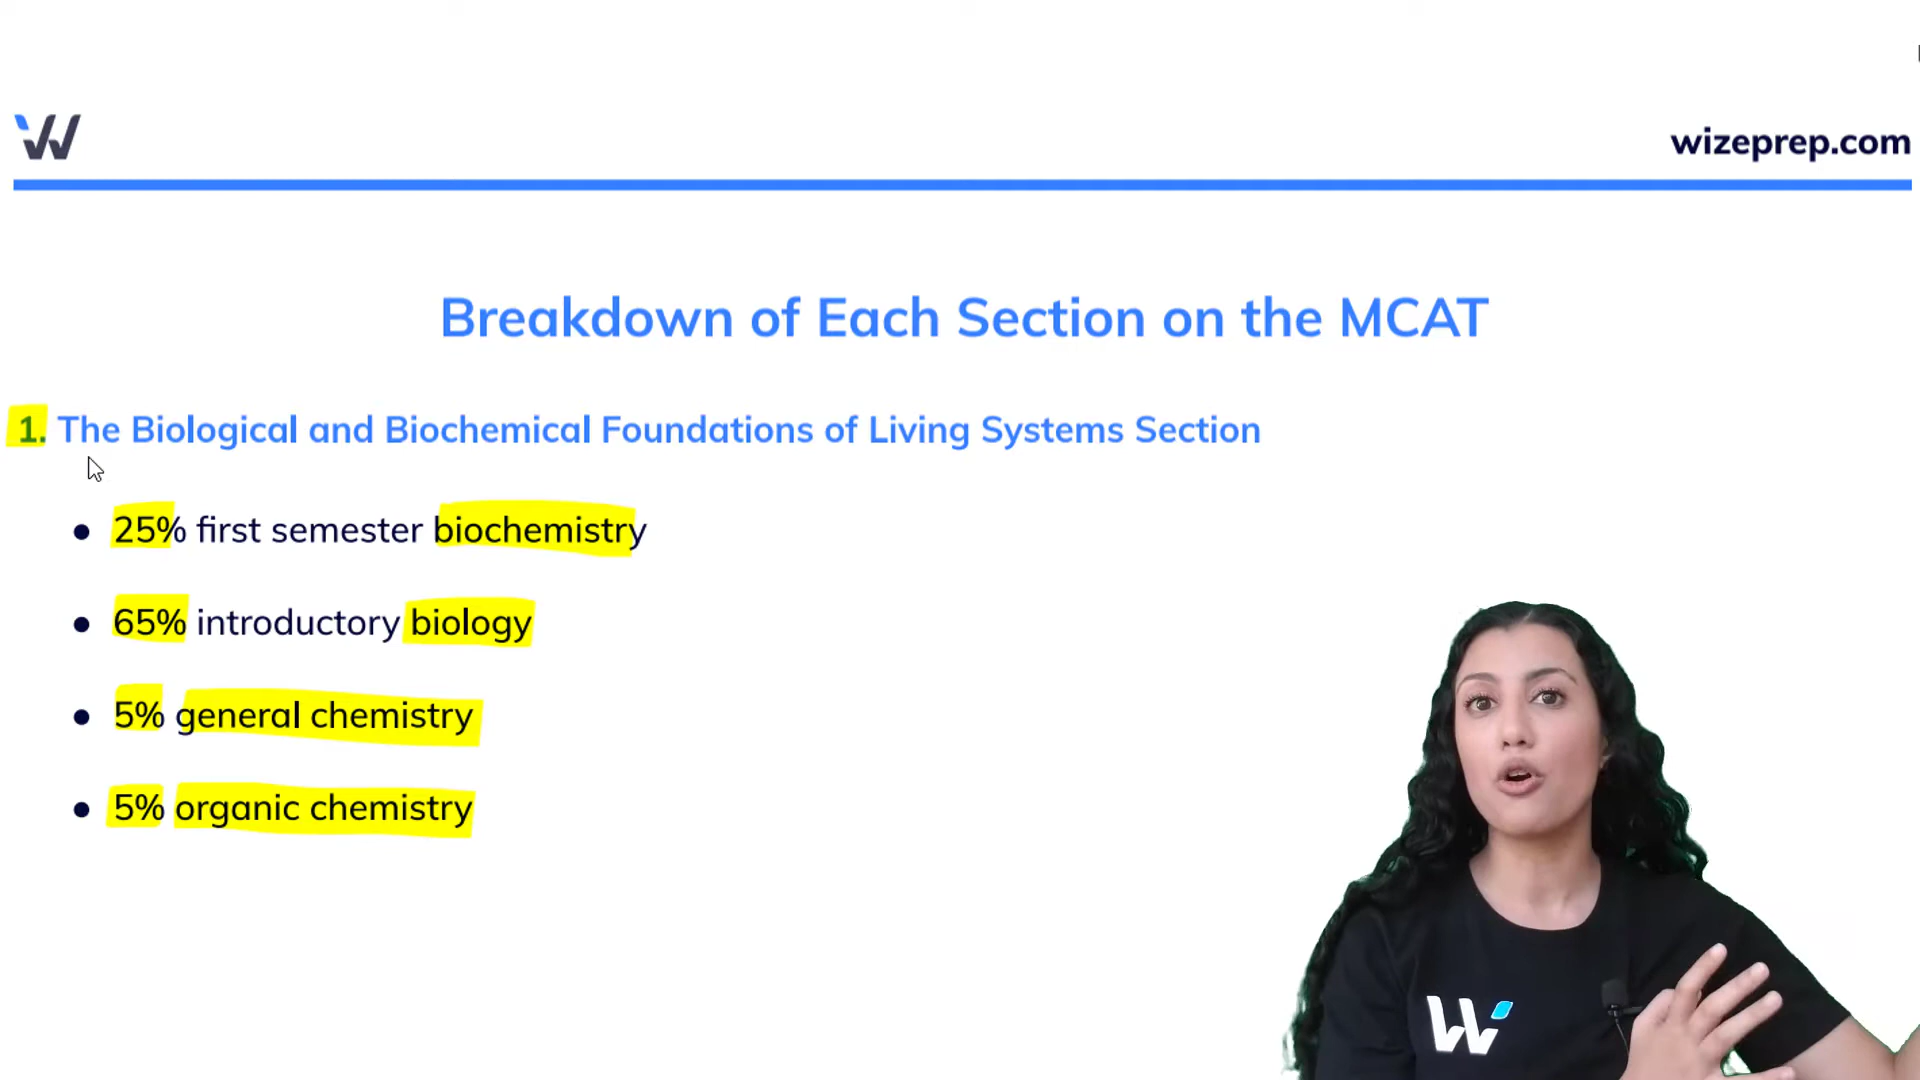 W
wizeprep.com
Breakdown of Each Section on the MCAT
1. The Biological and Biochemical Foundations of Living Systems Section
● 25% first semester biochemistry
● 65% introductory biology
● 5% general chemistry
● 5% organic chemistry
W